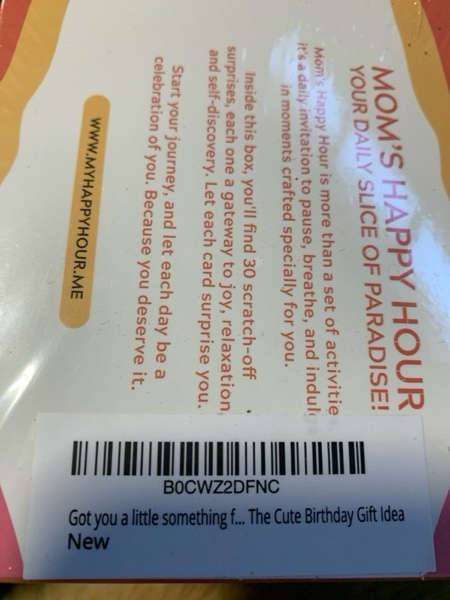 MOM'S HAPPY HOUR
YOUR DAILY SLICE OF PARADISE!
Mom's Happy Hour is more than a set of activitie
it's a daily invitation to pause, breathe, and indulg
in moments crafted specially for you.
Inside this box, you'll find 30 scratch-off
surprises, each one a gateway to joy, relaxation,
and self-discovery. Let each card surprise you.
Start your journey, and let each day be a
celebration of you. Because you deserve it.
WWW.MYHAPPYHOUR.ME
B0CWZ2DFNC
Got you a little something f... The Cute Birthday Gift Idea
New